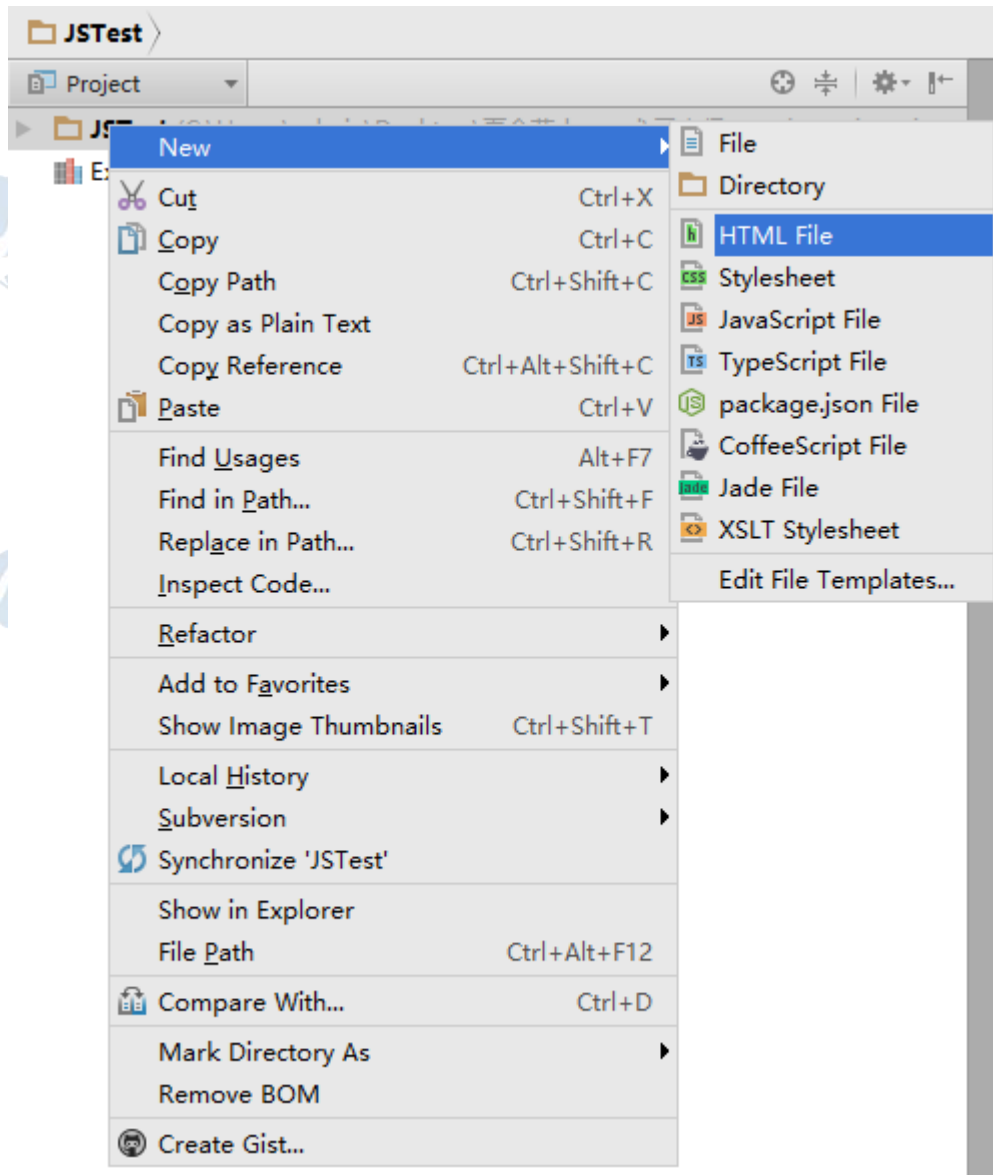 JSTest
Project
New
Cut Ctrl+X
Copy Ctrl+C
Copy Path Ctrl+Shift+C
Copy as Plain Text
Copy Reference Ctrl+Alt+Shift+C
Paste Ctrl+V
Find Usages Alt+F7
Find in Path... Ctrl+Shift+F
Replace in Path... Ctrl+Shift+R
Inspect Code...
Refactor
Add to Favorites
Show Image Thumbnails Ctrl+Shift+T
Local History
Subversion
Synchronize 'JSTest'
Show in Explorer
File Path Ctrl+Alt+F12
Compare With... Ctrl+D
Mark Directory As
Remove BOM
Create Gist...
File
Directory
HTML File
Stylesheet
JavaScript File
TypeScript File
package.json File
CoffeeScript File
Jade File
XSLT Stylesheet
Edit File Templates...